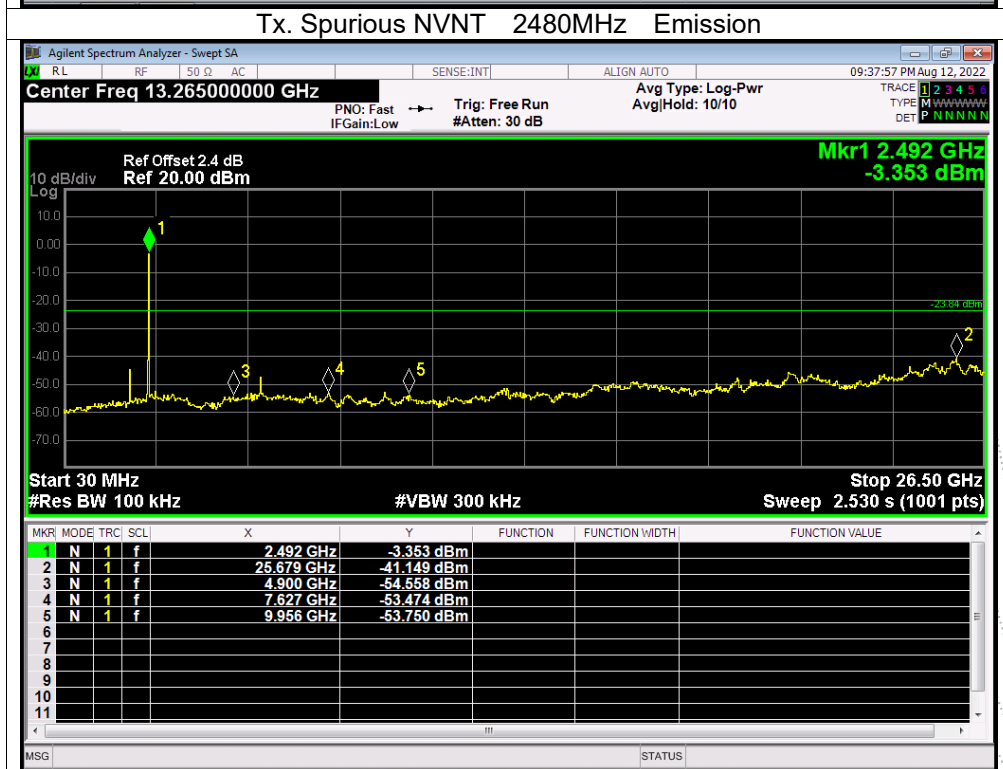 Tx. Spurious NVNT 2480MHz Emission
Agilent Spectrum Analyzer - Swept SA
LXI RL RF 50 Ω AC SENSE:INT ALIGN AUTO 09:37:57 PM Aug 12, 2022
Center Freq 13.265000000 GHz Avg Type: Log-Pwr TRACE 1 2 3 4 5 6
PNO: Fast Trig: Free Run Avg|Hold: 10/10 TYPE M WWWWW
IFGain:Low #Atten: 30 dB DET P N N N N N
Mkr1 2.492 GHz
-3.353 dBm
Ref Offset 2.4 dB
10 dB/div Ref 20.00 dBm
Log
10.0
1
0.00
-10.0
-20.0
-23.84 dBm
-30.0
2
-40.0
3 4 5
-50.0
-60.0
-70.0
Start 30 MHz Stop 26.50 GHz
#Res BW 100 kHz #VBW 300 kHz Sweep 2.530 s (1001 pts)
MKR MODE TRC SCL X Y FUNCTION FUNCTION WIDTH FUNCTION VALUE
1 N 1 f 2.492 GHz -3.353 dBm
2 N 1 f 25.679 GHz -41.149 dBm
3 N 1 f 4.900 GHz -54.558 dBm
4 N 1 f 7.627 GHz -53.474 dBm
5 N 1 f 9.956 GHz -53.750 dBm
6
7
8
9
10
11
MSG STATUS